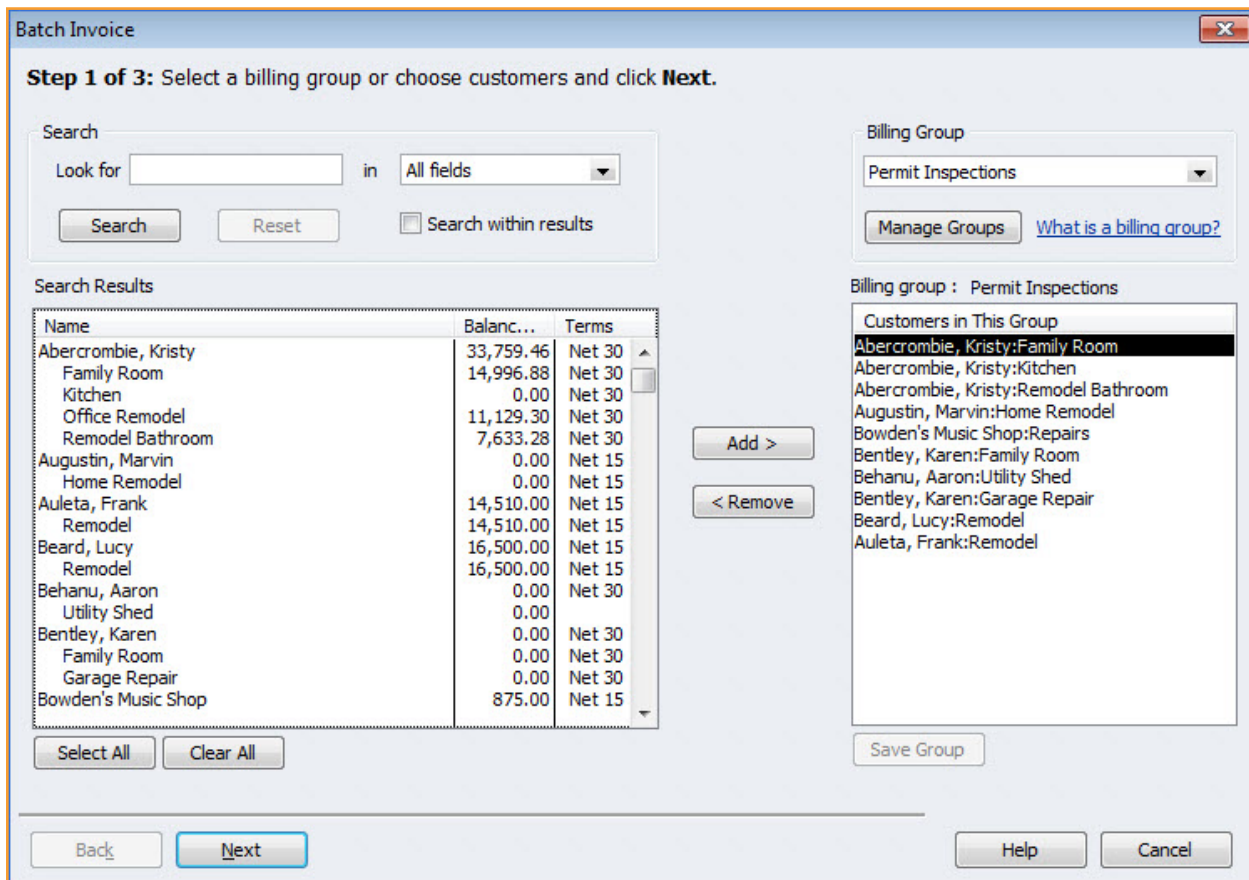 Batch Invoice
Step 1 of 3: Select a billing group or choose customers and click Next.
Search
Look for in All fields
Search Reset Search within results
Billing Group
Permit Inspections
Manage Groups What is a billing group?
Search Results
Name Balanc... Terms
Abercrombie, Kristy 33,759.46 Net 30
Family Room 14,996.88 Net 30
Kitchen 0.00 Net 30
Office Remodel 11,129.30 Net 30
Remodel Bathroom 7,633.28 Net 30
Augustin, Marvin 0.00 Net 15
Home Remodel 0.00 Net 15
Auleta, Frank 14,510.00 Net 15
Remodel 14,510.00 Net 15
Beard, Lucy 16,500.00 Net 15
Remodel 16,500.00 Net 15
Behanu, Aaron 0.00 Net 30
Utility Shed 0.00
Bentley, Karen 0.00 Net 30
Family Room 0.00 Net 30
Garage Repair 0.00 Net 30
Bowden's Music Shop 875.00 Net 15
Select All Clear All
Add >
< Remove
Billing group : Permit Inspections
Customers in This Group
Abercrombie, Kristy:Family Room
Abercrombie, Kristy:Kitchen
Abercrombie, Kristy:Remodel Bathroom
Augustin, Marvin:Home Remodel
Bowden's Music Shop:Repairs
Bentley, Karen:Family Room
Behanu, Aaron:Utility Shed
Bentley, Karen:Garage Repair
Beard, Lucy:Remodel
Auleta, Frank:Remodel
Save Group
Back Next Help Cancel